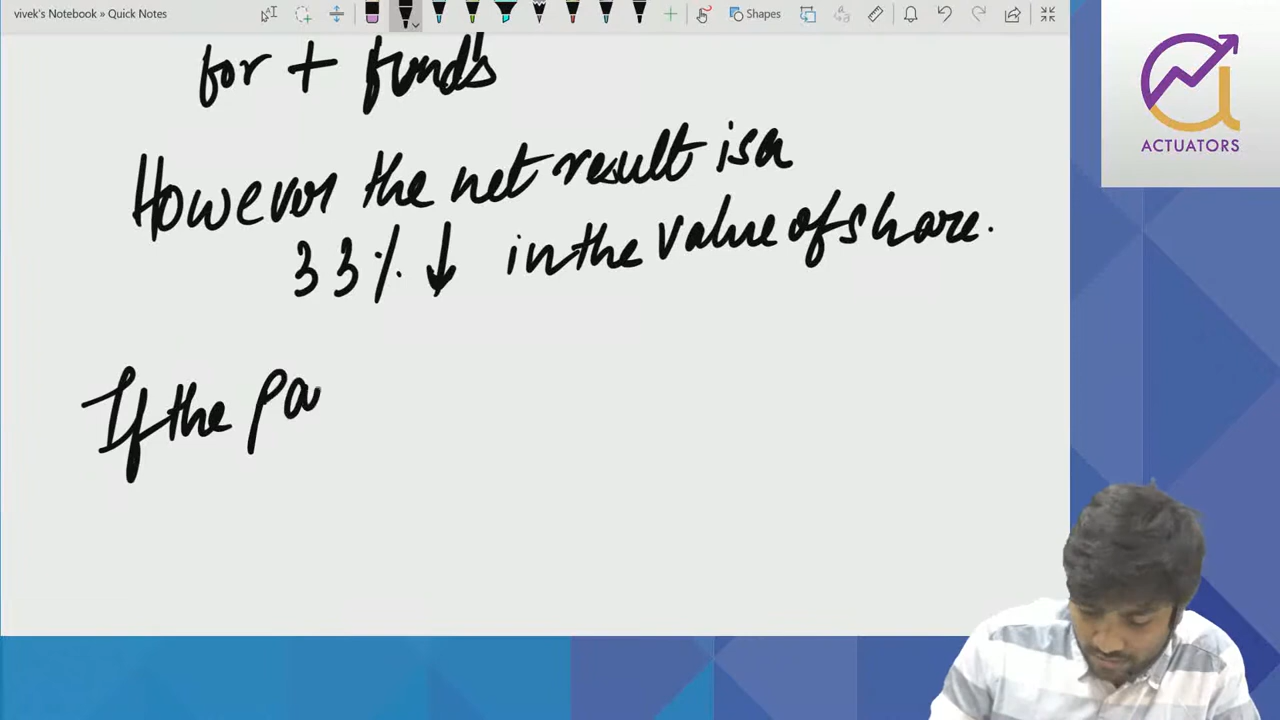 vivek's Notebook » Quick Notes
Shapes
ACTUATORS
for + funds
However the net result is a
33% ↓ in the value of share.
If the pa